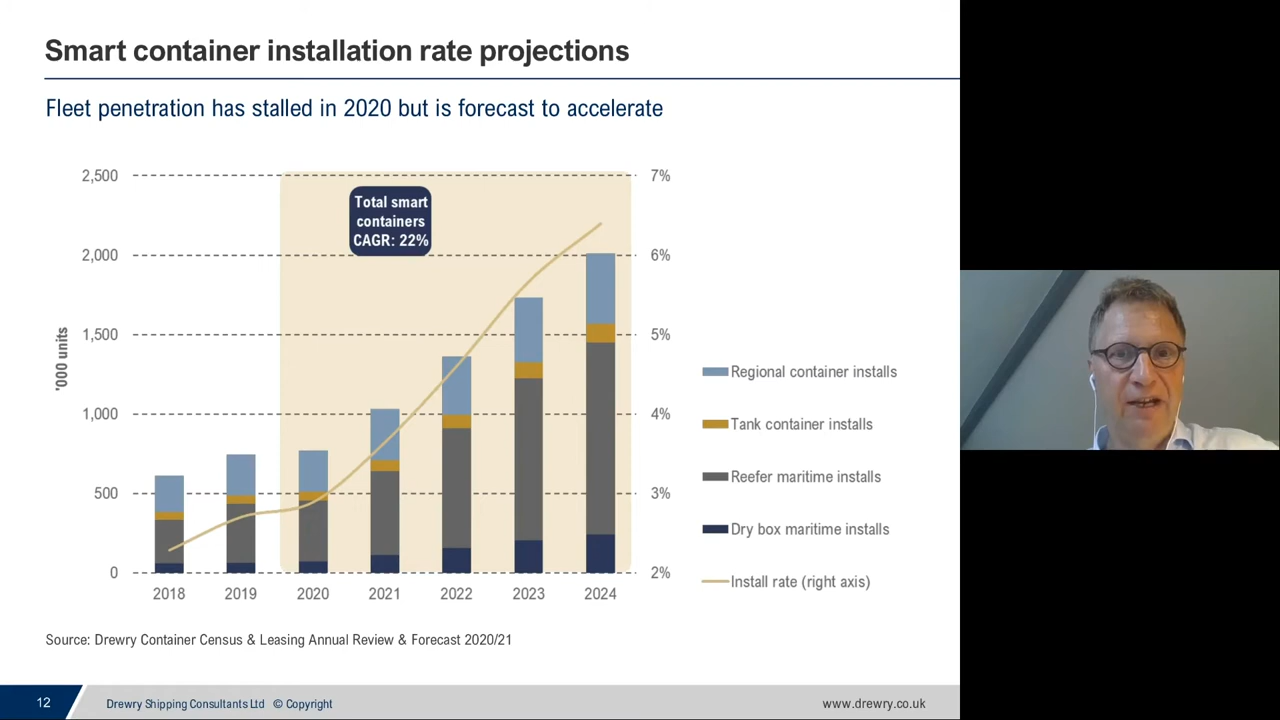 Smart container installation rate projections
Fleet penetration has stalled in 2020 but is forecast to accelerate
2,500
2,000
1,500
1,000
500
0
'000 units
Total smart
containers
CAGR: 22%
7%
6%
5%
4%
3%
2%
2018 2019 2020 2021 2022 2023 2024
Regional container installs
Tank container installs
Reefer maritime installs
Dry box maritime installs
Install rate (right axis)
Source: Drewry Container Census & Leasing Annual Review & Forecast 2020/21
12 Drewry Shipping Consultants Ltd © Copyright www.drewry.co.uk